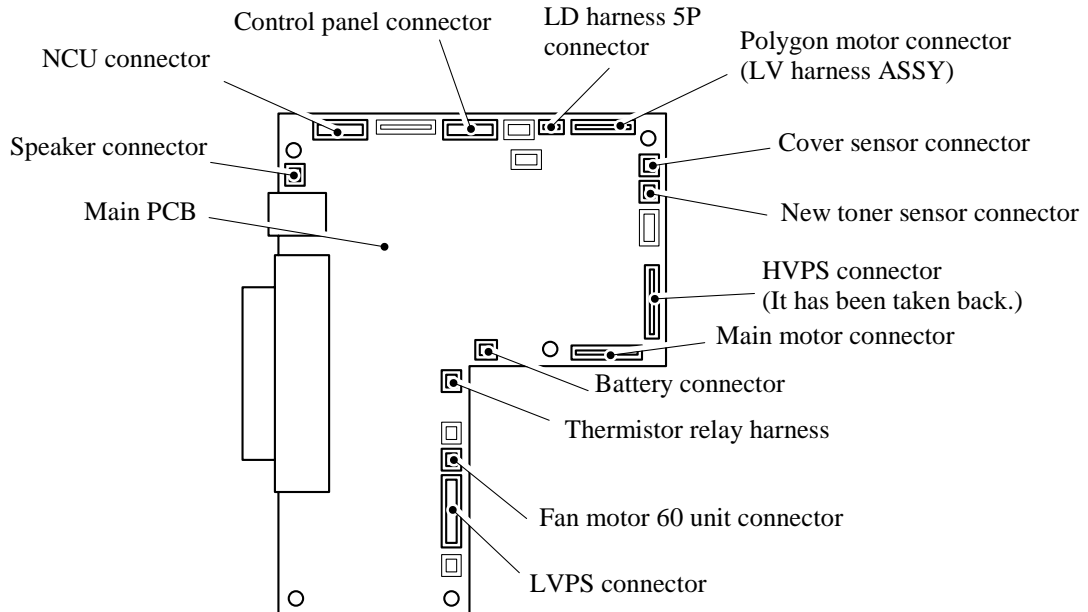 LD harness 5P
connector
Control panel connector
Polygon motor connector
(LV harness ASSY)
NCU connector
Speaker connector
Cover sensor connector
Main PCB
New toner sensor connector
HVPS connector
(It has been taken back.)
Main motor connector
Battery connector
Thermistor relay harness
Fan motor 60 unit connector
LVPS connector